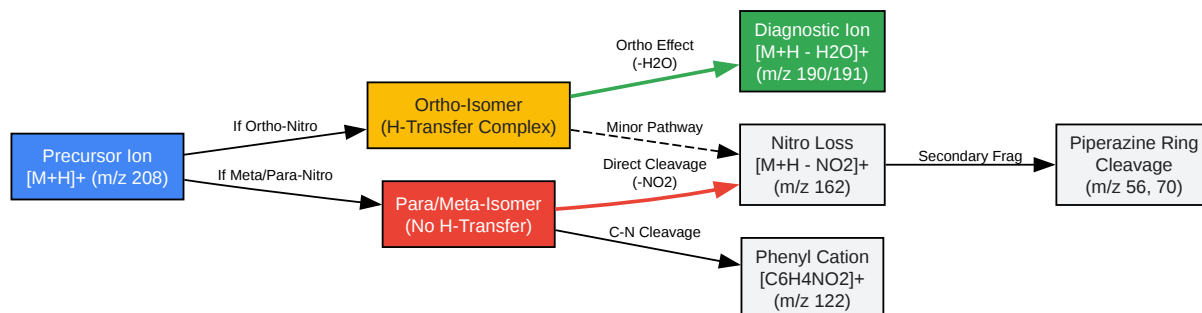 Precursor Ion
[M+H]+ (m/z 208)
If Ortho-Nitro
If Meta/Para-Nitro
Ortho-Isomer
(H-Transfer Complex)
Para/Meta-Isomer
(No H-Transfer)
Ortho Effect
(-H2O)
Minor Pathway
Direct Cleavage
(-NO2)
C-N Cleavage
Diagnostic Ion
[M+H - H2O]+
(m/z 190/191)
Nitro Loss
[M+H - NO2]+
(m/z 162)
Phenyl Cation
[C6H4NO2]+
(m/z 122)
Secondary Frag
Piperazine Ring
Cleavage
(m/z 56, 70)